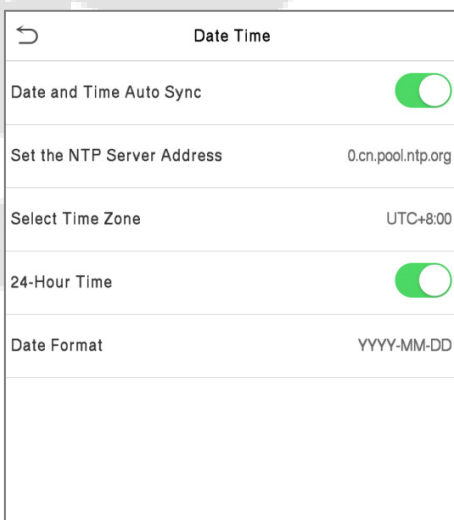 Date Time
Date and Time Auto Sync
Set the NTP Server Address 0.cn.pool.ntp.org
Select Time Zone UTC+8:00
24-Hour Time
Date Format YYYY-MM-DD